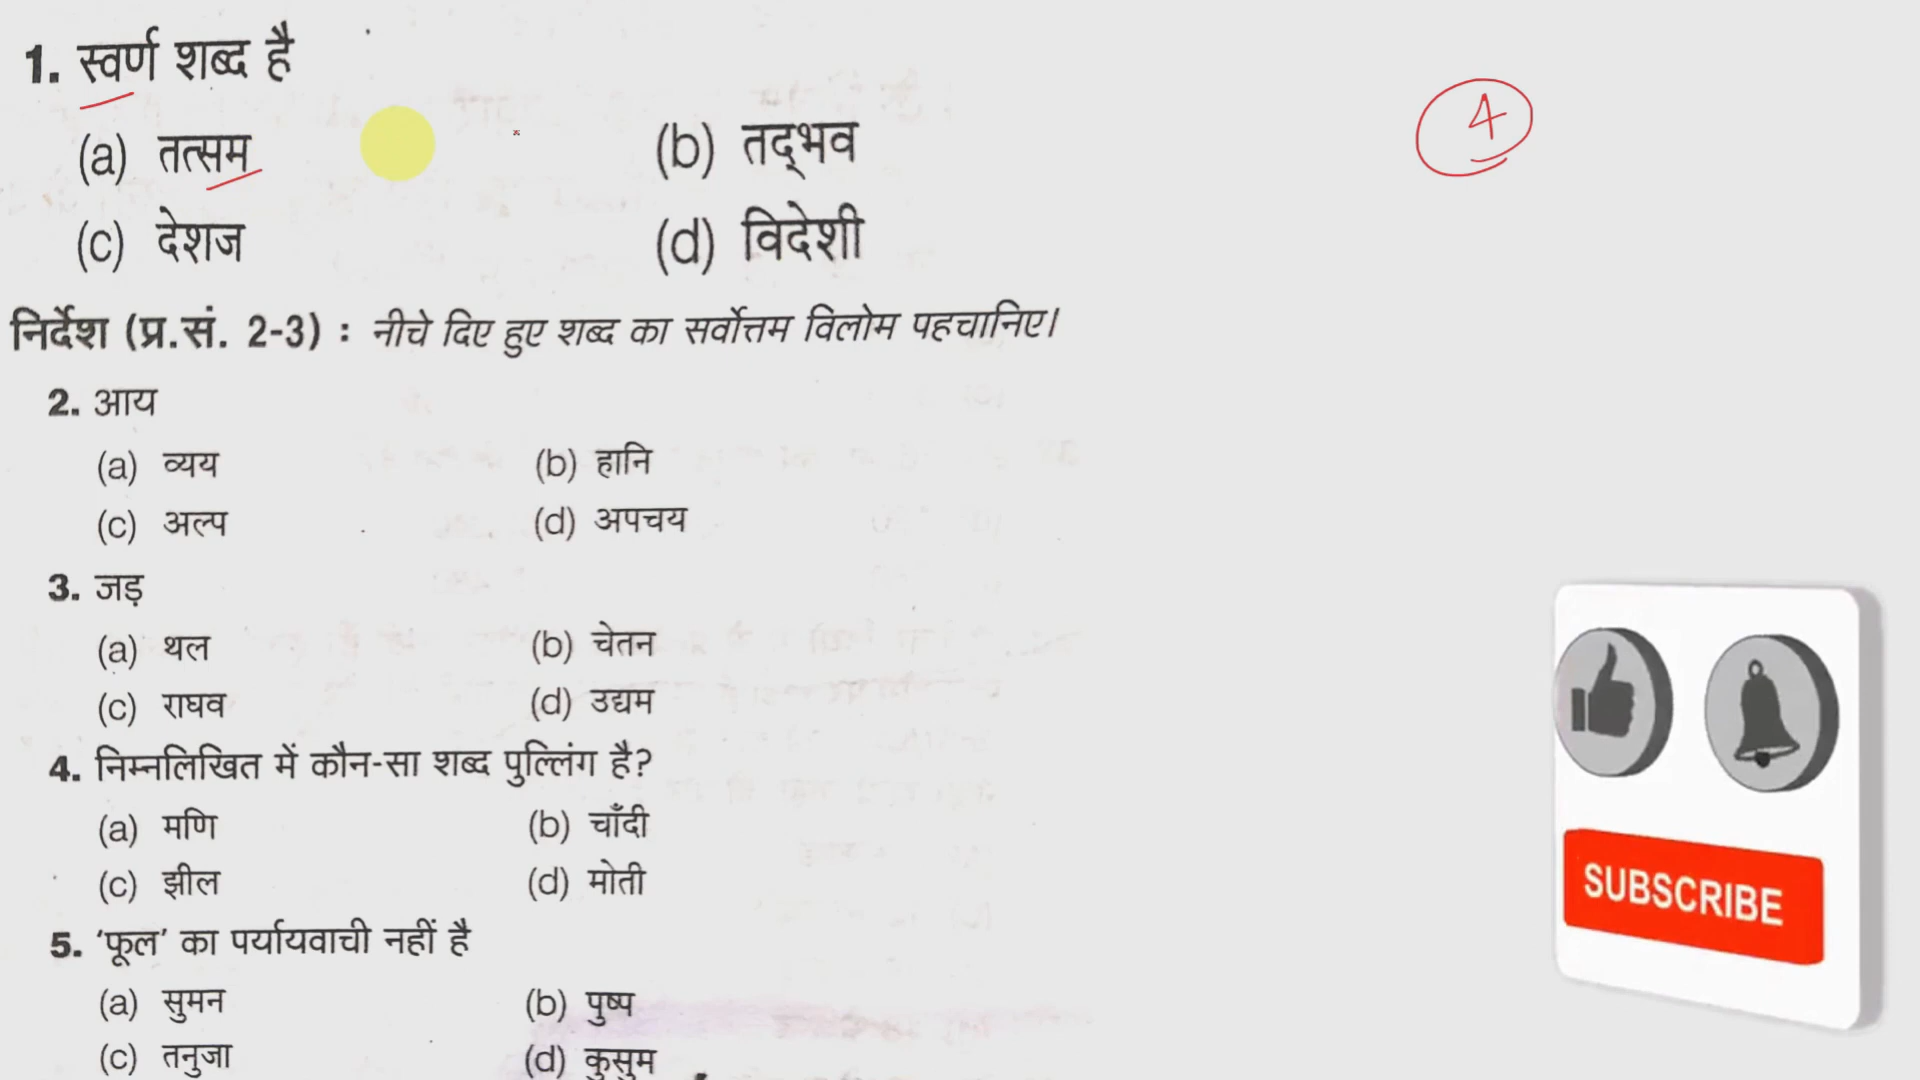 1. स्वर्ण शब्द है
(a) तत्सम (b) तद्भव
(c) देशज (d) विदेशी
4
निर्देश (प्र.सं. 2-3) : नीचे दिए हुए शब्द का सर्वोत्तम विलोम पहचानिए।
2. आय
(a) व्यय (b) हानि
(c) अल्प (d) अपचय
3. जड़
(a) थल (b) चेतन
(c) राघव (d) उद्यम
4. निम्नलिखित में कौन-सा शब्द पुल्लिंग है?
(a) मणि (b) चाँदी
(c) झील (d) मोती
5. ‘फूल’ का पर्यायवाची नहीं है
(a) सुमन (b) पुष्प
(c) तनुजा (d) कुसुम
SUBSCRIBE